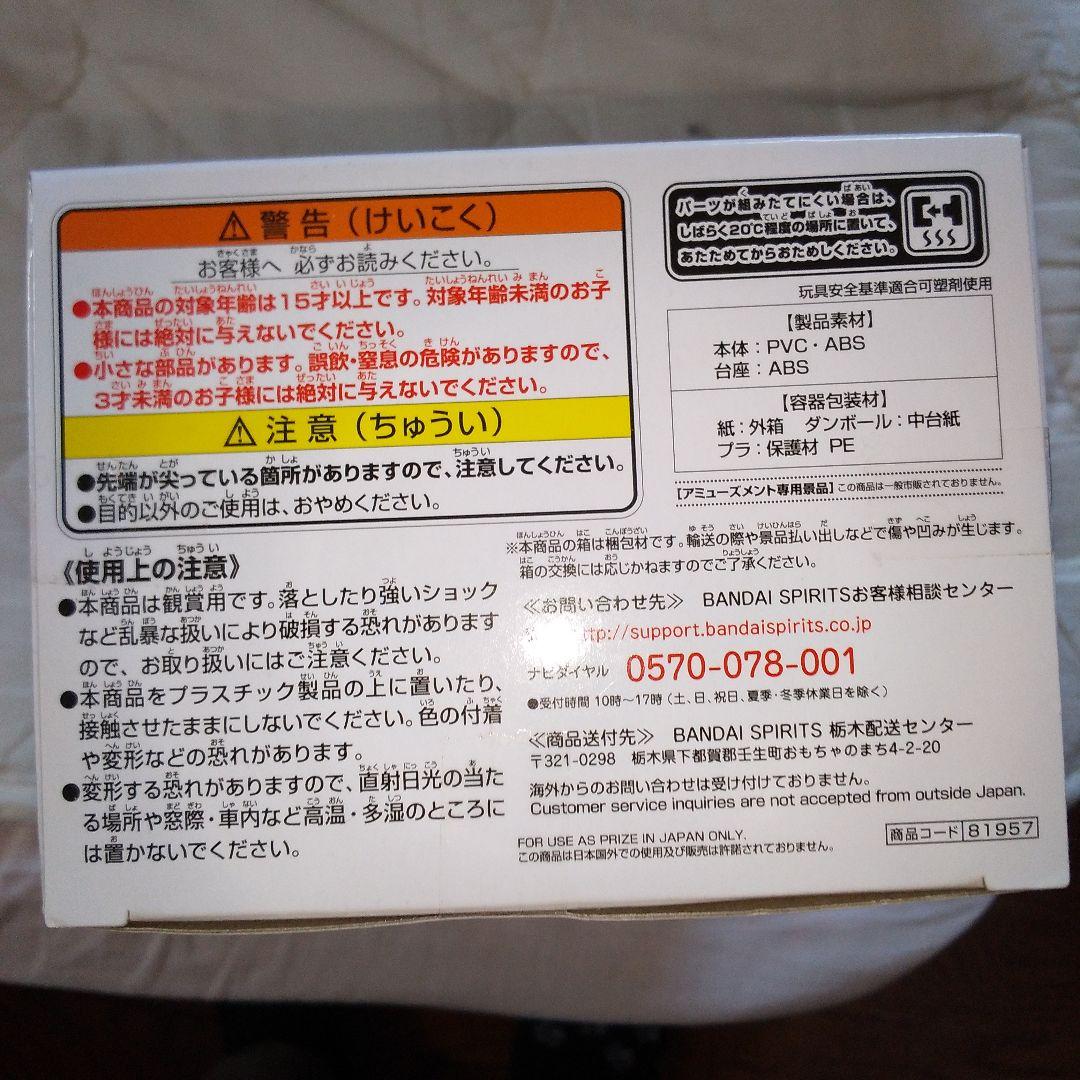 警告（けいこく）
お客様へ 必ずお読みください。
●本商品の対象年齢は15才以上です。対象年齢未満のお子
様には絶対に与えないでください。
●小さな部品があります。誤飲・窒息の危険がありますので、
3才未満のお子様には絶対に与えないでください。
注意（ちゅうい）
●先端が尖っている箇所がありますので、注意してください。
●目的以外のご使用は、おやめください。
《使用上の注意》
●本商品は観賞用です。落としたり強いショック
など乱暴な扱いにより破損する恐れがあります
ので、お取り扱いにはご注意ください。
●本商品をプラスチック製品の上に置いたり、
接触させたままにしないでください。色の付着
や変形などの恐れがあります。
●変形する恐れがありますので、直射日光の当た
る場所や窓際・車内など高温・多湿のところに
は置かないでください。
パーツが組みたてにくい場合は、
しばらく20℃程度の場所に置いて、
あたためてからおためしください。
玩具安全基準適合可塑剤使用
【製品素材】
本体：PVC・ABS
台座：ABS
【容器包装材】
紙：外箱 ダンボール：中台紙
プラ：保護材 PE
【アミューズメント専用景品】この商品は一般市販されておりません。
※本商品の箱は梱包材です。輸送の際や景品払い出しなどで傷や凹みが生じます。
箱の交換には応じかねますのでご了承ください。
≪お問い合わせ先≫ BANDAI SPIRITSお客様相談センター
ttp://support.bandaispirits.co.jp
ナビダイヤル 0570-078-001
●受付時間 10時～17時（土、日、祝日、夏季・冬季休業日を除く）
≪商品送付先≫ BANDAI SPIRITS 栃木配送センター
〒321-0298 栃木県下都賀郡壬生町おもちゃのまち4-2-20
海外からのお問い合わせは受け付けておりません。
Customer service inquiries are not accepted from outside Japan.
FOR USE AS PRIZE IN JAPAN ONLY.
この商品は日本国外での使用及び販売は許諾されておりません。
商品コード 81957